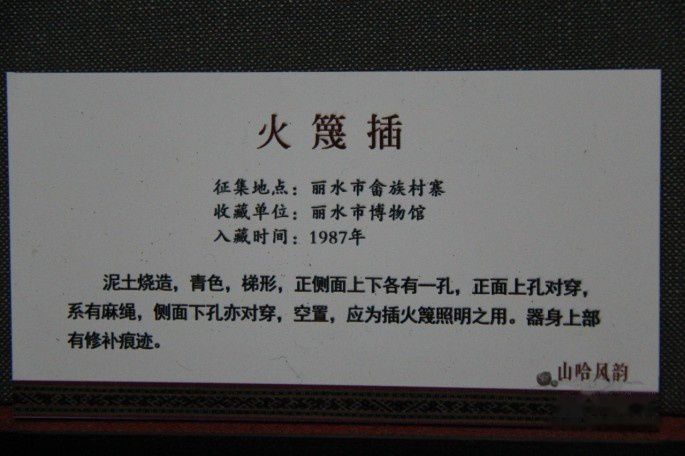 火篾插
征集地点：丽水市畲族村寨
收藏单位：丽水市博物馆
入藏时间：1987年
泥土烧造，青色，梯形，正侧面上下各有一孔，正面上孔对穿，
系有麻绳，侧面下孔亦对穿，空置，应为插火篾照明之用。器身上部
有修补痕迹。
山哈风韵